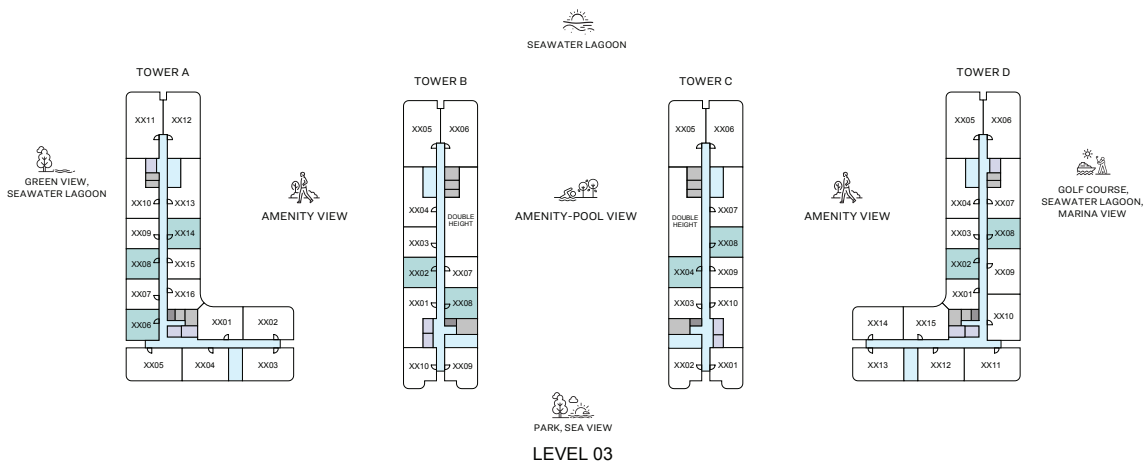 SEAWATER LAGOON
TOWER A
TOWER B
TOWER C
TOWER D
XX11
XX12
XX10
XX13
XX09
XX14
XX08
XX15
XX07
XX16
XX06
XX01
XX02
XX05
XX04
XX03
XX05
XX06
XX04
DOUBLE
HEIGHT
XX03
XX02
XX07
XX01
XX08
XX10
XX09
XX05
XX06
XX07
DOUBLE
HEIGHT
XX08
XX04
XX09
XX03
XX10
XX02
XX01
XX05
XX06
XX04
XX07
XX03
XX08
XX02
XX09
XX01
XX10
XX14
XX15
XX13
XX12
XX11
GREEN VIEW,
SEAWATER LAGOON
AMENITY VIEW
AMENITY-POOL VIEW
AMENITY VIEW
GOLF COURSE,
SEAWATER LAGOON,
MARINA VIEW
PARK, SEA VIEW
LEVEL 03